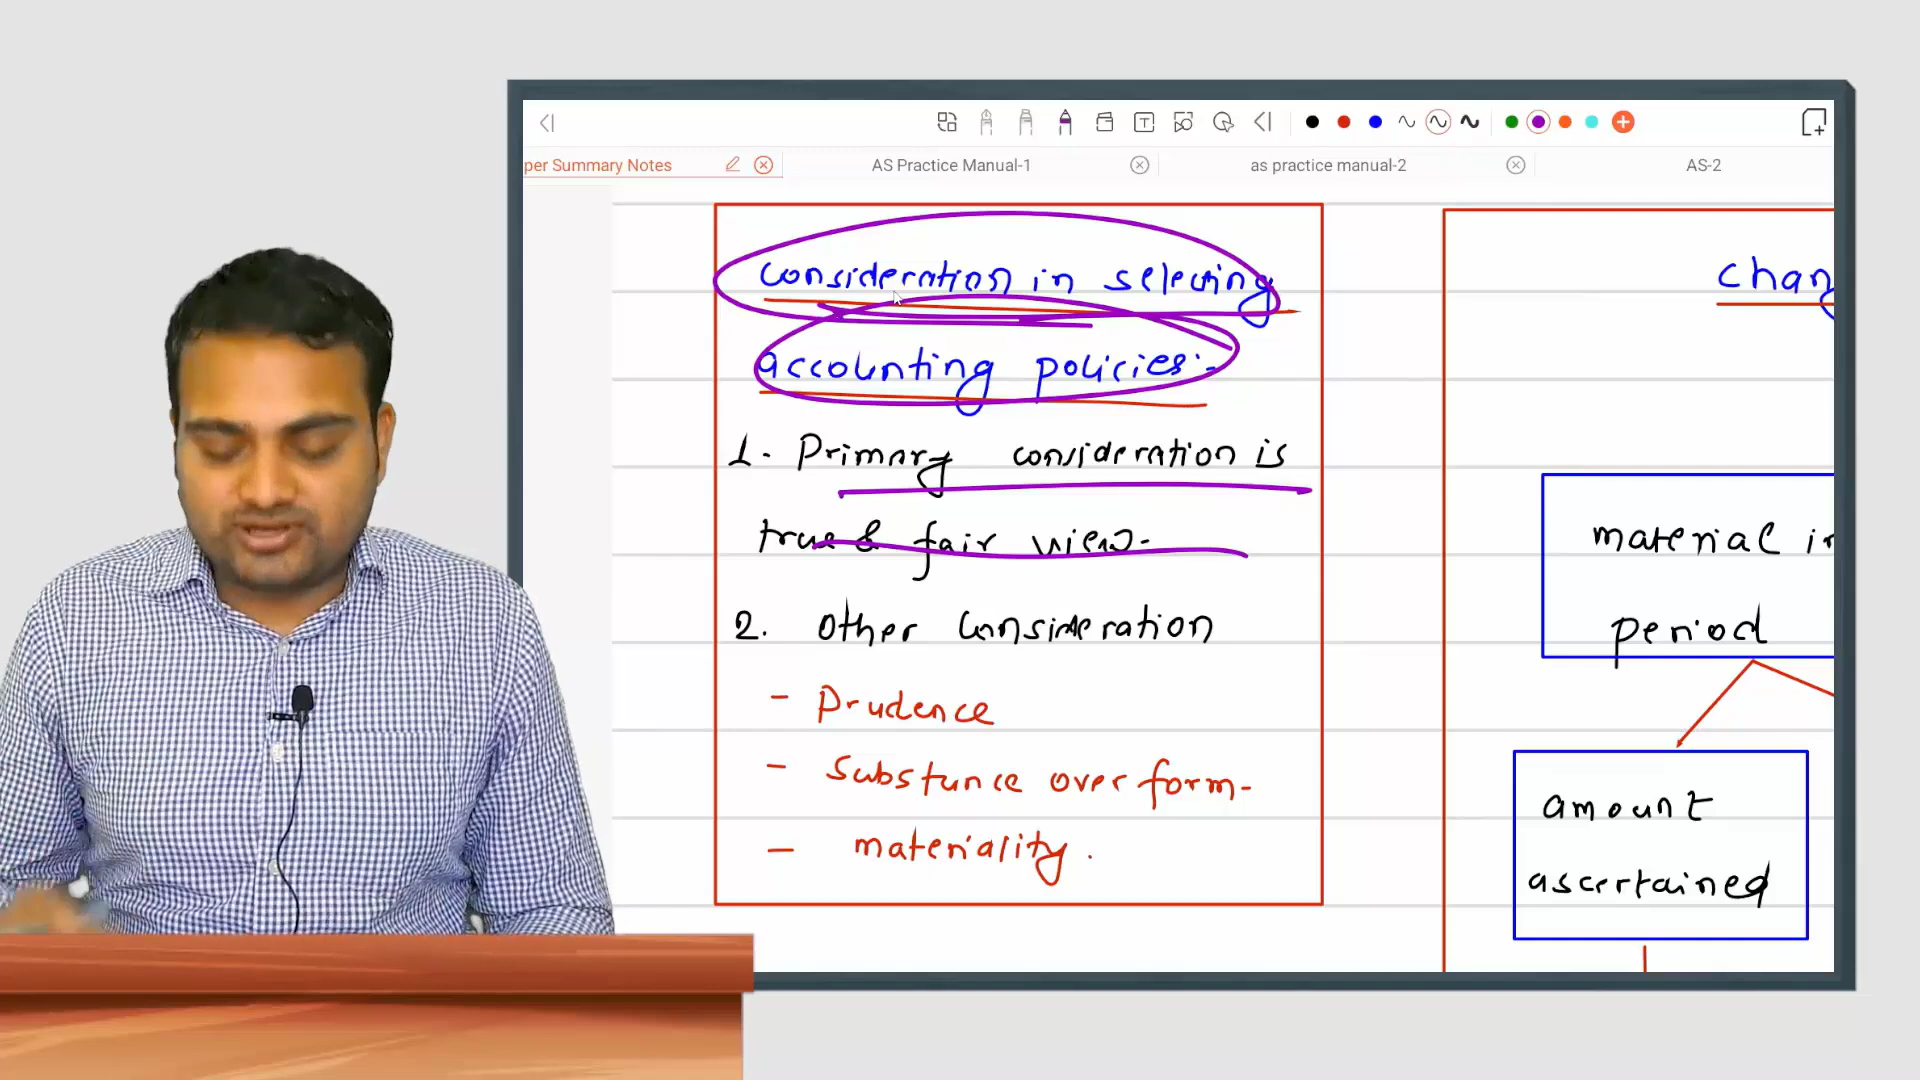 per Summary Notes
AS Practice Manual-1
as practice manual-2
AS-2
consideration in selecting
accounting policies:-
1. Primary consideration is
true & fair view.
2. Other consideration
- Prudence
- Substance over form-
- materiality.
chang
material in
period
amount
ascertained